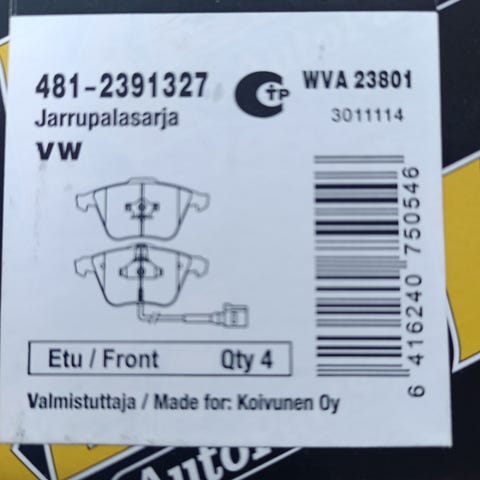 481-2391327
Jarrupalasarja
VW
WVA 23801
3011114
Etu / Front Qty 4
Valmistuttaja / Made for: Koivunen Oy
6 416240 750546